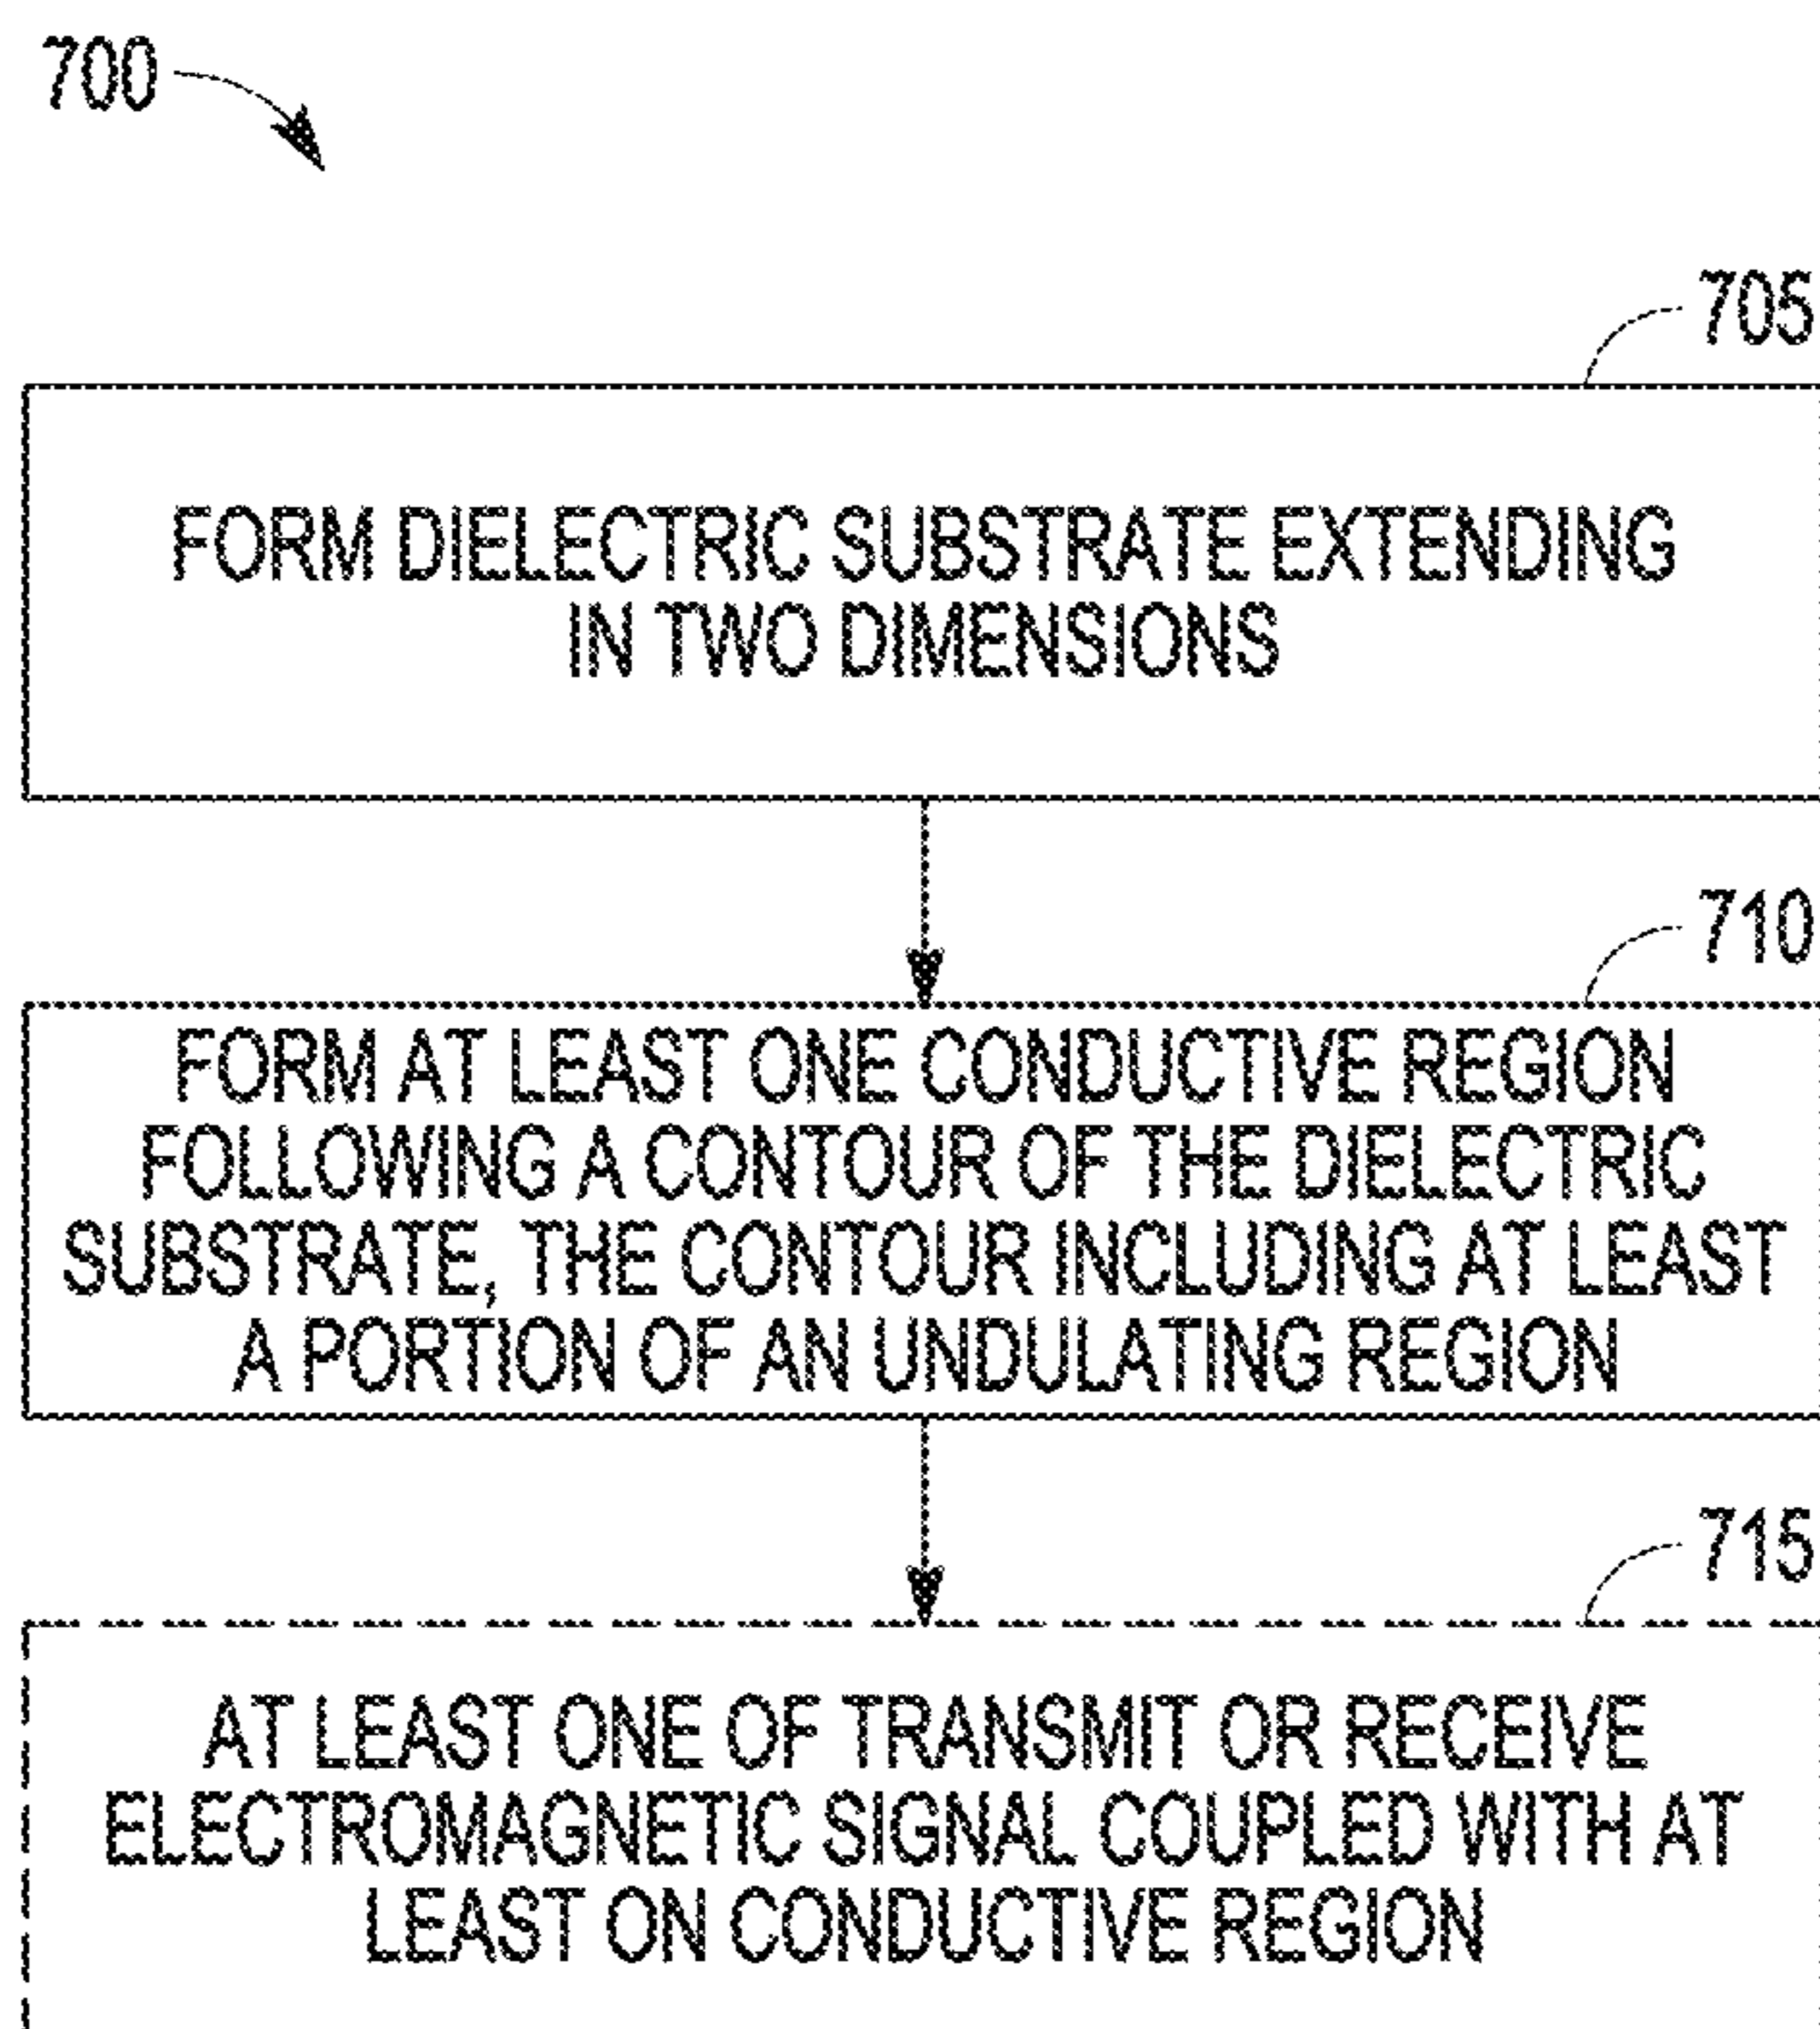 700
705
FORM DIELECTRIC SUBSTRATE EXTENDING
IN TWO DIMENSIONS
710
FORM AT LEAST ONE CONDUCTIVE REGION
FOLLOWING A CONTOUR OF THE DIELECTRIC
SUBSTRATE, THE CONTOUR INCLUDING AT LEAST
A PORTION OF AN UNDULATING REGION
715
AT LEAST ONE OF TRANSMIT OR RECEIVE
ELECTROMAGNETIC SIGNAL COUPLED WITH AT
LEAST ON CONDUCTIVE REGION